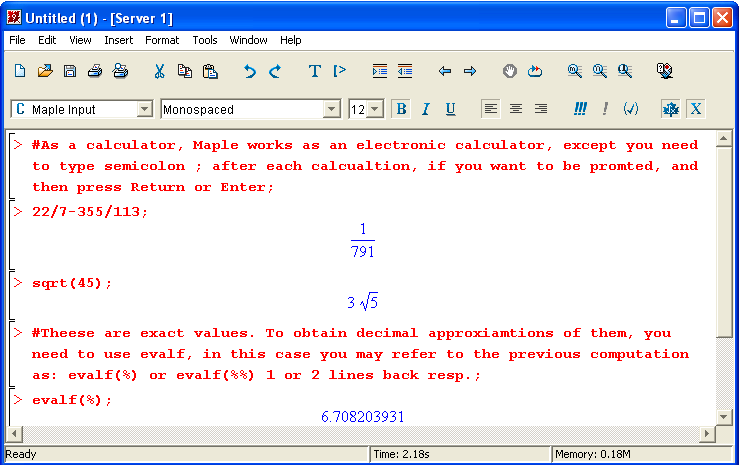 Untitled (1) - [Server 1]
File Edit View Insert Format Tools Window Help
T [>
C Maple Input Monospaced 12 B I U !!! ! (√) X
> #As a calculator, Maple works as an electronic calculator, except you need
to type semicolon ; after each calcualtion, if you want to be promted, and
then press Return or Enter;
> 22/7-355/113;
1
791
> sqrt(45);
3 √5
> #Theese are exact values. To obtain decimal approxiamtions of them, you
need to use evalf, in this case you may refer to the previous computation
as: evalf(%) or evalf(%%) 1 or 2 lines back resp.;
> evalf(%);
6.708203931
Ready Time: 2.18s Memory: 0.18M